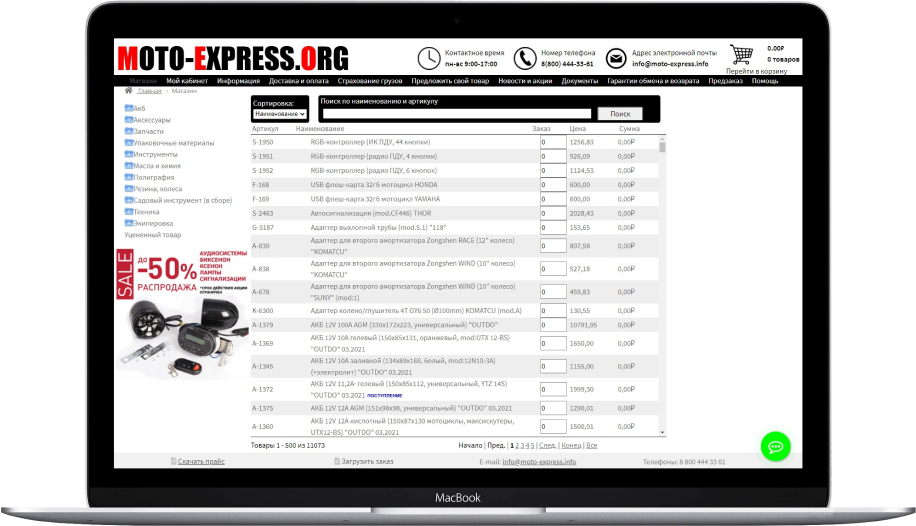 MOTO-EXPRESS.ORG
Контактное время
пн-вс 9:00-17:00
Номер телефона
8(800) 444-33-61
Адрес электронной почты
info@moto-express.info
0.00₽
0 товаров
Перейти в корзину
Магазин Мой кабинет Информация Доставка и оплата Страхование грузов Предложить свой товар Новости и акции Документы Гарантии обмена и возврата Предзаказ Помощь
Главная › Магазин
Акб
Аксессуары
Запчасти
Упаковочные материалы
Инструменты
Масла и химия
Полиграфия
Резина, колеса
Садовый инструмент (в сборе)
Техника
Экипировка
Уцененный товар
SALE
до -50%
РАСПРОДАЖА
АУДИОСИСТЕМЫ
БИКСЕНОН
КСЕНОН
ЛАМПЫ
СИГНАЛИЗАЦИИ
*СРОК ДЕЙСТВИЯ АКЦИИ
ОГРАНИЧЕН
Сортировка:
Наименование
Поиск по наименованию и артикулу
Поиск
Артикул Наименование Заказ Цена Сумма
S-1950 RGB-контроллер (ИК ПДУ, 44 кнопки) 0 1256,83 0,00₽
S-1951 RGB-контроллер (радио ПДУ, 4 кнопки) 0 926,09 0,00₽
S-1952 RGB-контроллер (радио ПДУ, 6 кнопок) 0 1124,53 0,00₽
F-168 USB флеш-карта 32гб мотоцикл HONDA 0 600,00 0,00₽
F-169 USB флеш-карта 32гб мотоцикл YAMAHA 0 600,00 0,00₽
S-2463 Автосигнализация (mod.CF446) THOR 0 2028,43 0,00₽
G-3187 Адаптер выхлопной трубы (mod.5.1) "118" 0 153,65 0,00₽
A-839 Адаптер для второго амортизатора Zongshen RACE (12" колесо)
"KOMATCU" 0 807,98 0,00₽
A-838 Адаптер для второго амортизатора Zongshen WIND (10" колесо)
"KOMATCU" 0 527,18 0,00₽
A-678 Адаптер для второго амортизатора Zongshen WIND (10" колесо)
"SUNY" (mod:1) 0 459,83 0,00₽
K-6300 Адаптер колено/глушитель 4T GY6 50 (Ø100mm) KOMATCU (mod.A) 0 130,55 0,00₽
A-1379 АКБ 12V 100А AGM (330x172x223, универсальный) "OUTDO" 0 10791,95 0,00₽
A-1369 АКБ 12V 10А гелевый (150x85x131, оранжевый, mod:UTX 12-BS)
"OUTDO" 03.2021 0 1650,00 0,00₽
A-1345 АКБ 12V 10А заливной (134x89x166, белый, mod:12N10-3A)
(+электролит) "OUTDO" 03.2021 0 1155,00 0,00₽
A-1372 АКБ 12V 11,2А- гелевый (150x85x112, универсальный, YTZ 14S)
"OUTDO" 03.2021 ПОСТУПЛЕНИЕ 0 1999,30 0,00₽
A-1375 АКБ 12V 12А AGM (151x98x98, универсальный) "OUTDO" 03.2021 0 1290,01 0,00₽
A-1360 АКБ 12V 12А кислотный (150x87x130 мотоциклы, максискутеры,
UTX12-BS) "OUTDO" 03.2021 0 1500,01 0,00₽
Товары 1 - 500 из 11073
Начало | Пред. | 1 2 3 4 5 | След. | Конец | Все
Скачать прайс
Загрузить заказ
E-mail: info@moto-express.info
Телефоны: 8 800 444 33 61
MacBook